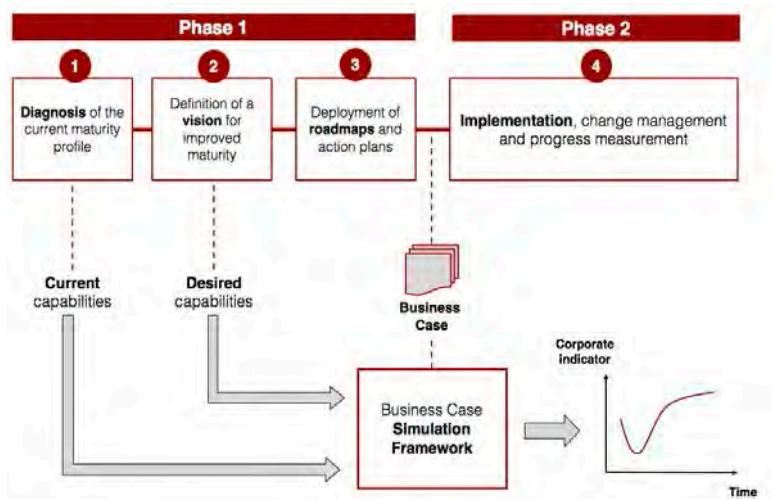 Phase 1
Phase 2
1
2
3
4
Diagnosis of the
current maturity
profile
Definition of a
vision for
improved
maturity
Deployment of
roadmaps and
action plans
Implementation, change management
and progress measurement
Current
capabilities
Desired
capabilities
Business
Case
Business Case
Simulation
Framework
Corporate
indicator
Time